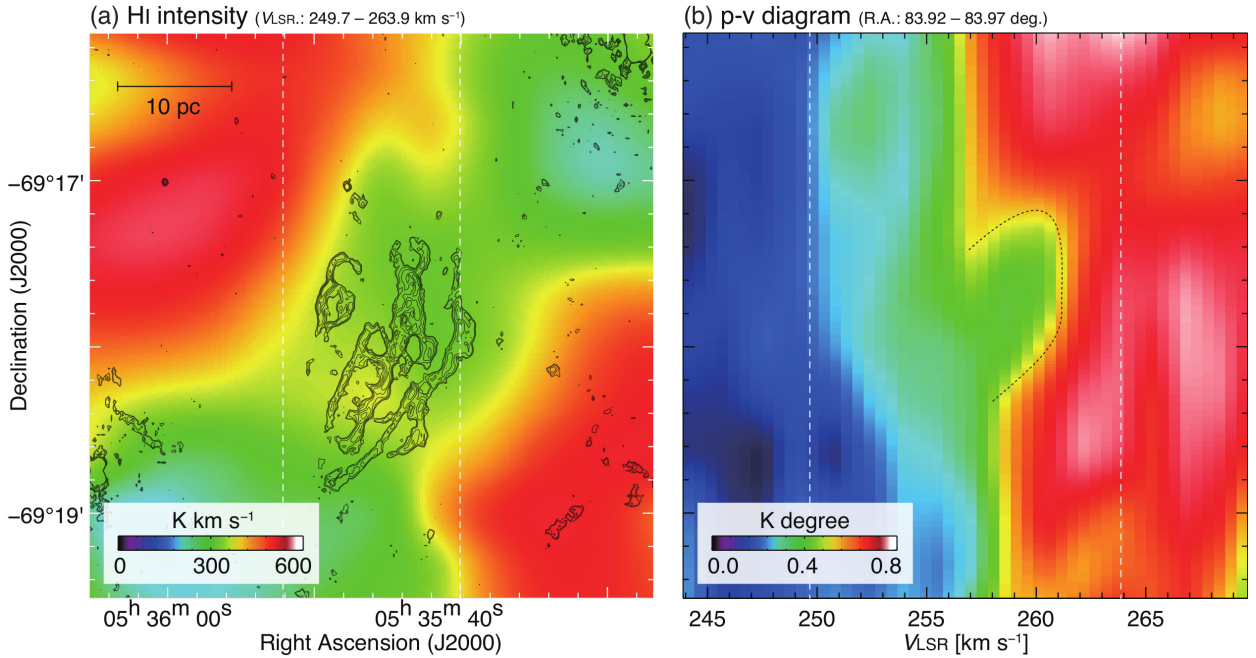 (a) HI intensity (VLSR.: 249.7 – 263.9 km s⁻¹)
10 pc
−69°17'
−69°19'
Declination (J2000)
K km s⁻¹
0 300 600
05ʰ 36ᵐ 00ˢ 05ʰ 35ᵐ 40ˢ
Right Ascension (J2000)
(b) p-v diagram (R.A.: 83.92 – 83.97 deg.)
K degree
0.0 0.4 0.8
245 250 255 260 265
VLSR [km s⁻¹]